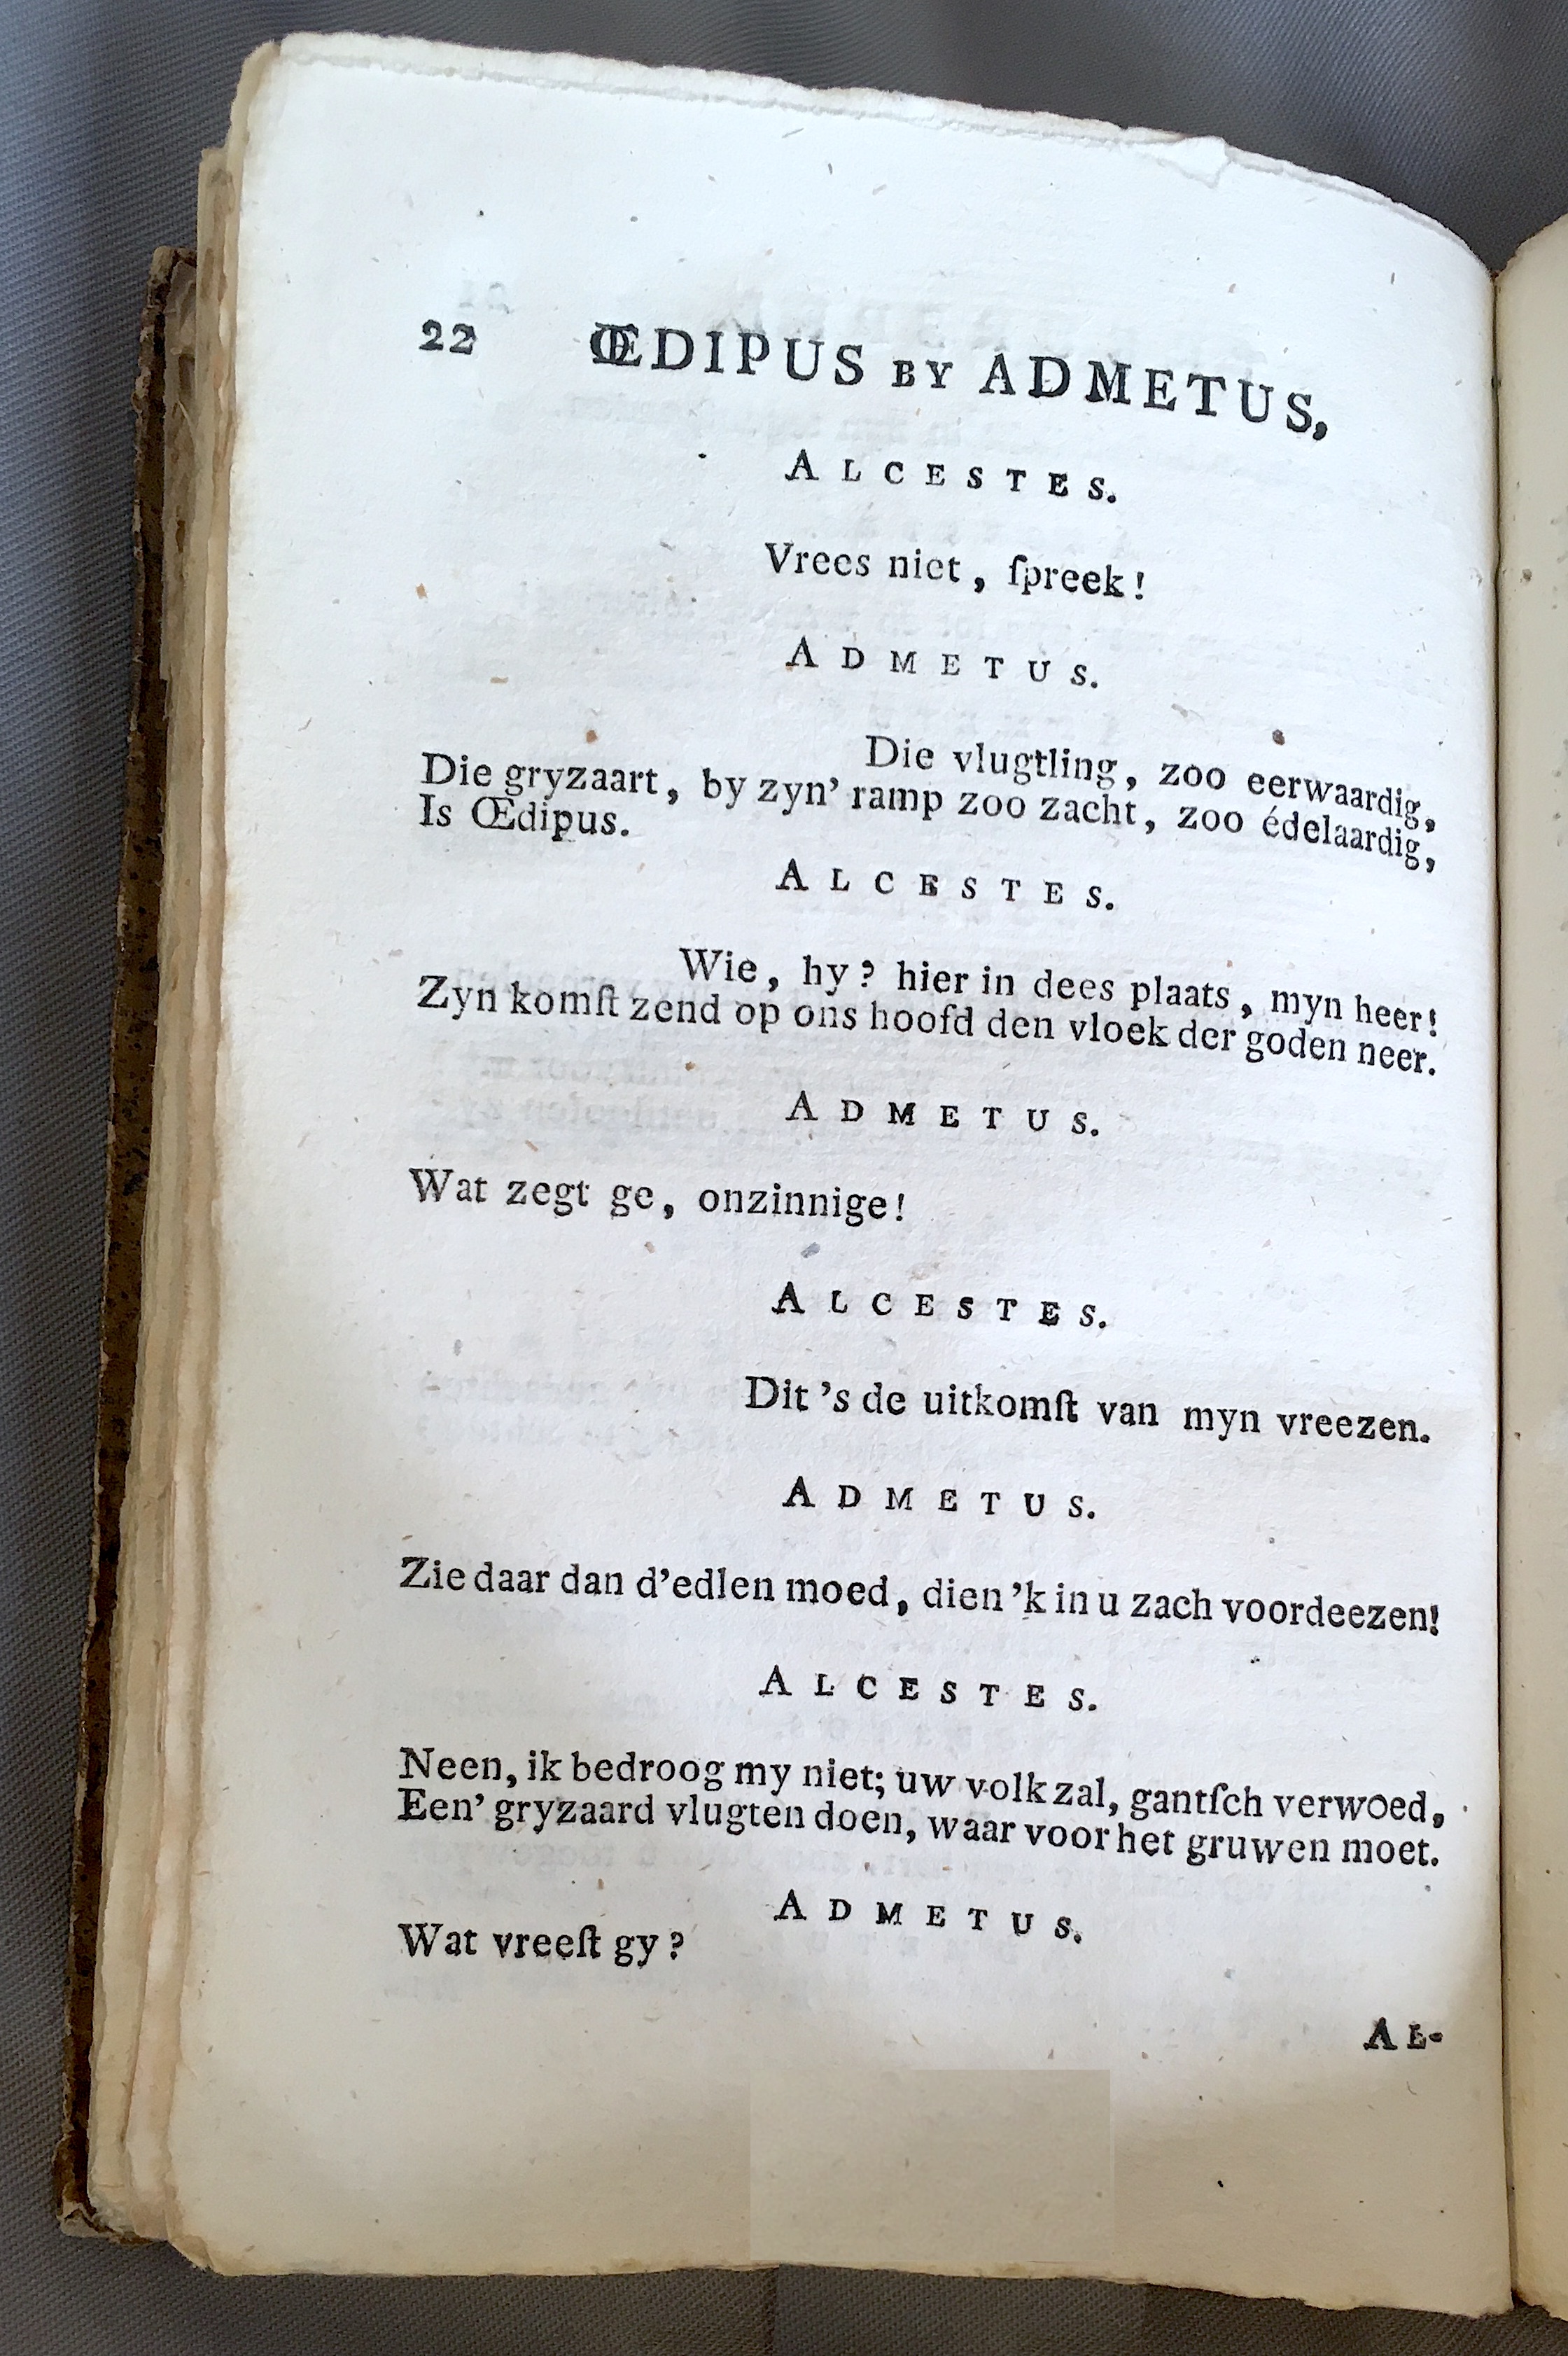 22 ŒDIPUS BY ADMETUS,
ALCESTES.
Vrees niet, ſpreek!
ADMETUS.
Die vlugtling, zoo eerwaardig,
Die gryzaart, by zyn' ramp zoo zacht, zoo édelaardig,
Is Œdipus.
ALCESTES.
Wie, hy? hier in dees plaats, myn heer!
Zyn komſt zend op ons hoofd den vloek der goden neer.
ADMETUS.
Wat zegt ge, onzinnige!
ALCESTES.
Dit 's de uitkomſt van myn vreezen.
ADMETUS.
Zie daar dan d'edlen moed, dien 'k in u zach voordeezen!
ALCESTES.
Neen, ik bedroog my niet; uw volk zal, gantſch verwoed,
Een' gryzaard vlugten doen, waar voor het gruwen moet.
ADMETUS.
Wat vreeſt gy?
AL-